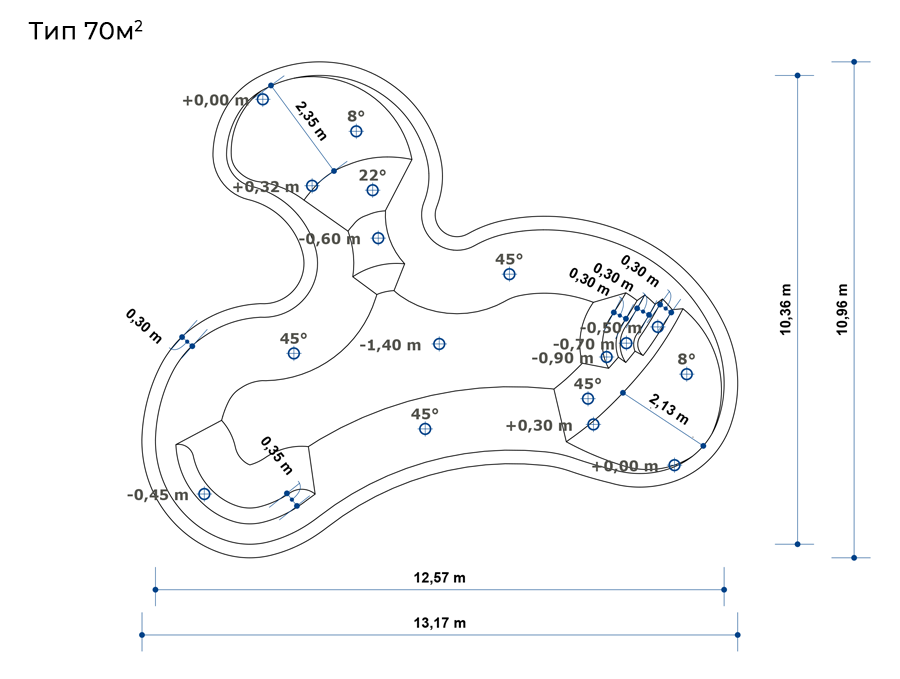 Тип 70м²
+0,00 m
2,35 m
8°
+0,32 m
22°
-0,60 m
45°
0,30 m
0,30 m
0,30 m
0,30 m
45°
-1,40 m
-0,50 m
-0,70 m
-0,90 m
8°
45°
2,13 m
45°
+0,30 m
0,35 m
+0,00 m
-0,45 m
10,36 m
10,96 m
12,57 m
13,17 m